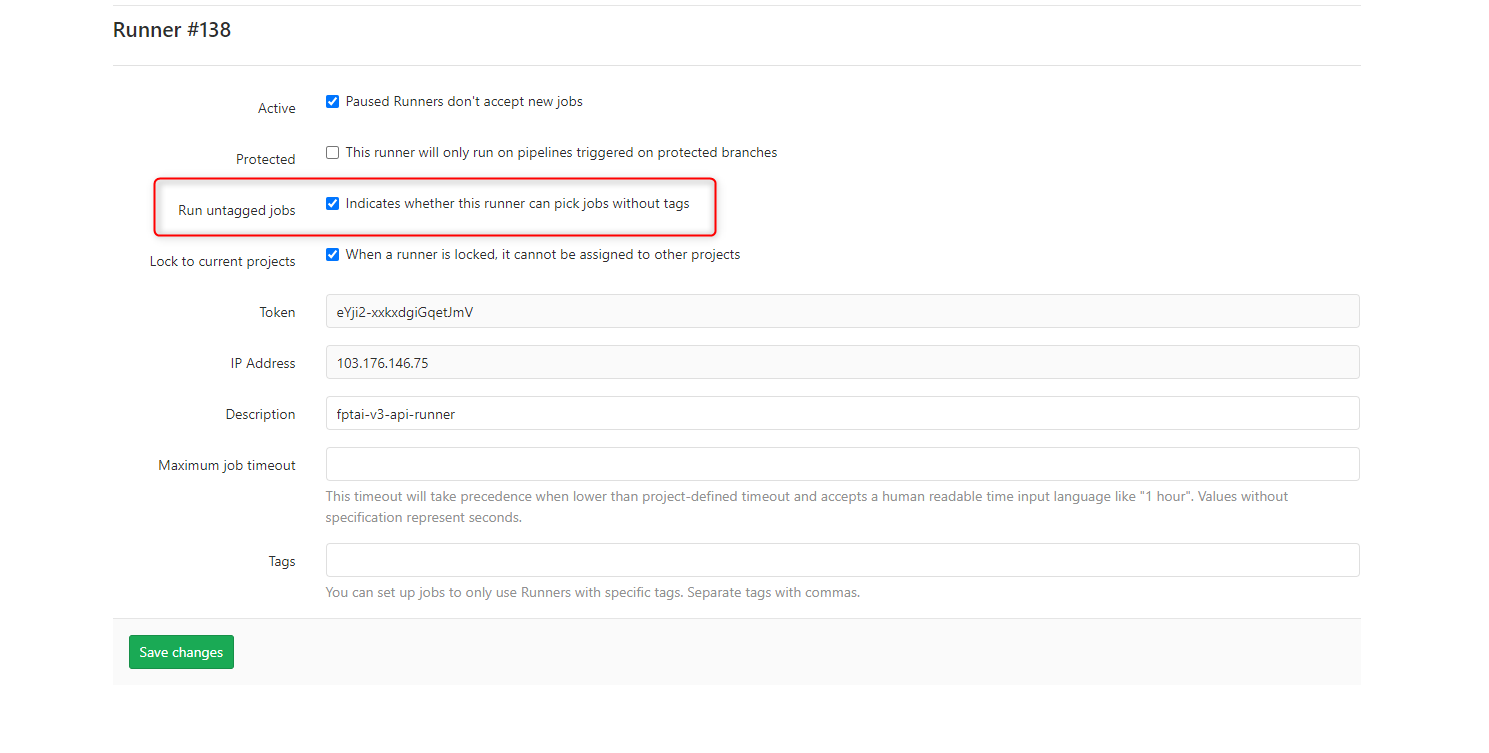 Runner #138
Active
Paused Runners don't accept new jobs
Protected
This runner will only run on pipelines triggered on protected branches
Run untagged jobs
Indicates whether this runner can pick jobs without tags
Lock to current projects
When a runner is locked, it cannot be assigned to other projects
Token
eYji2-xxkxdgiGqetJmV
IP Address
103.176.146.75
Description
fptai-v3-api-runner
Maximum job timeout
This timeout will take precedence when lower than project-defined timeout and accepts a human readable time input language like "1 hour". Values without
specification represent seconds.
Tags
You can set up jobs to only use Runners with specific tags. Separate tags with commas.
Save changes